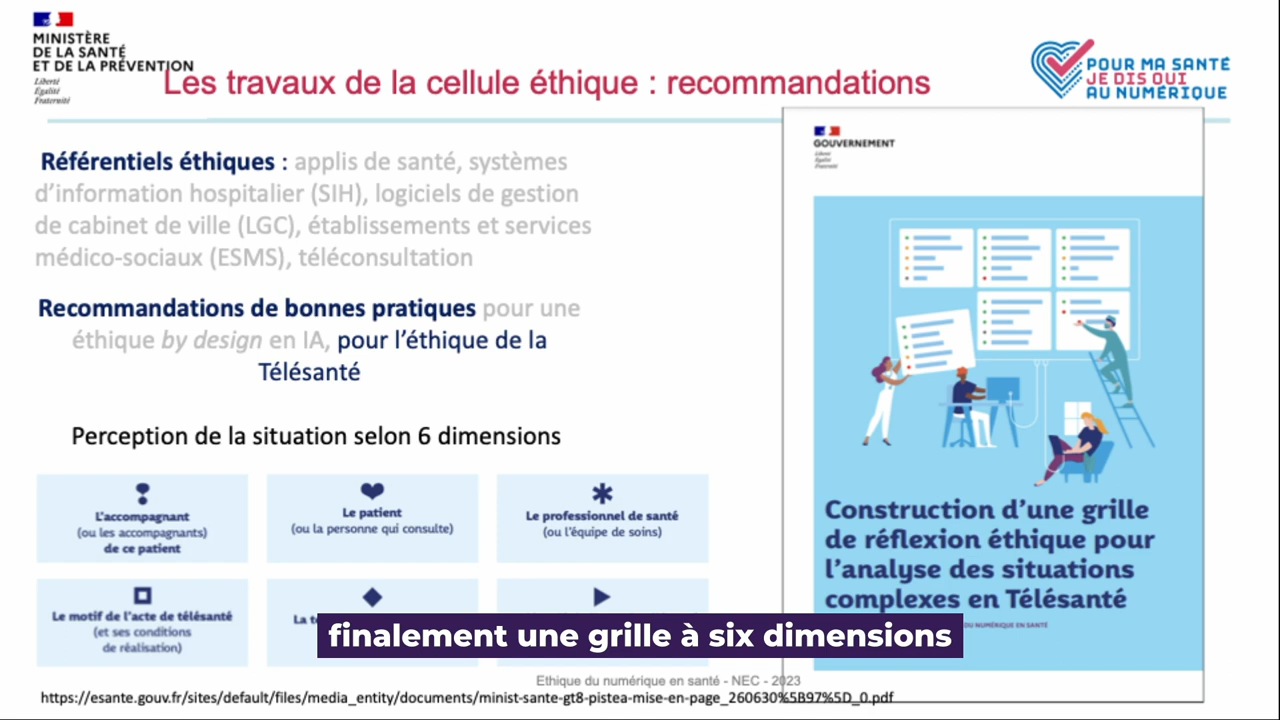 MINISTÈRE
DE LA SANTÉ
ET DE LA PRÉVENTION
Liberté
Égalité
Fraternité
Les travaux de la cellule éthique : recommandations
POUR MA SANTÉ
JE DIS OUI
AU NUMÉRIQUE
Référentiels éthiques : applis de santé, systèmes
d'information hospitalier (SIH), logiciels de gestion
de cabinet de ville (LGC), établissements et services
médico-sociaux (ESMS), téléconsultation
Recommandations de bonnes pratiques pour une
éthique by design en IA, pour l'éthique de la
Télésanté
Perception de la situation selon 6 dimensions
L'accompagnant
(ou les accompagnants)
de ce patient
Le patient
(ou la personne qui consulte)
Le professionnel de santé
(ou l'équipe de soins)
Le motif de l'acte de télésanté
(et ses conditions
de réalisation)
GOUVERNEMENT
Liberté
Égalité
Fraternité
Construction d'une grille
de réflexion éthique pour
l'analyse des situations
complexes en Télésanté
DU NUMÉRIQUE EN SANTÉ
finalement une grille à six dimensions
Ethique du numérique en santé - NEC - 2023
https://esante.gouv.fr/sites/default/files/media_entity/documents/minist-sante-gt8-pistea-mise-en-page_260630%5B97%5D_0.pdf